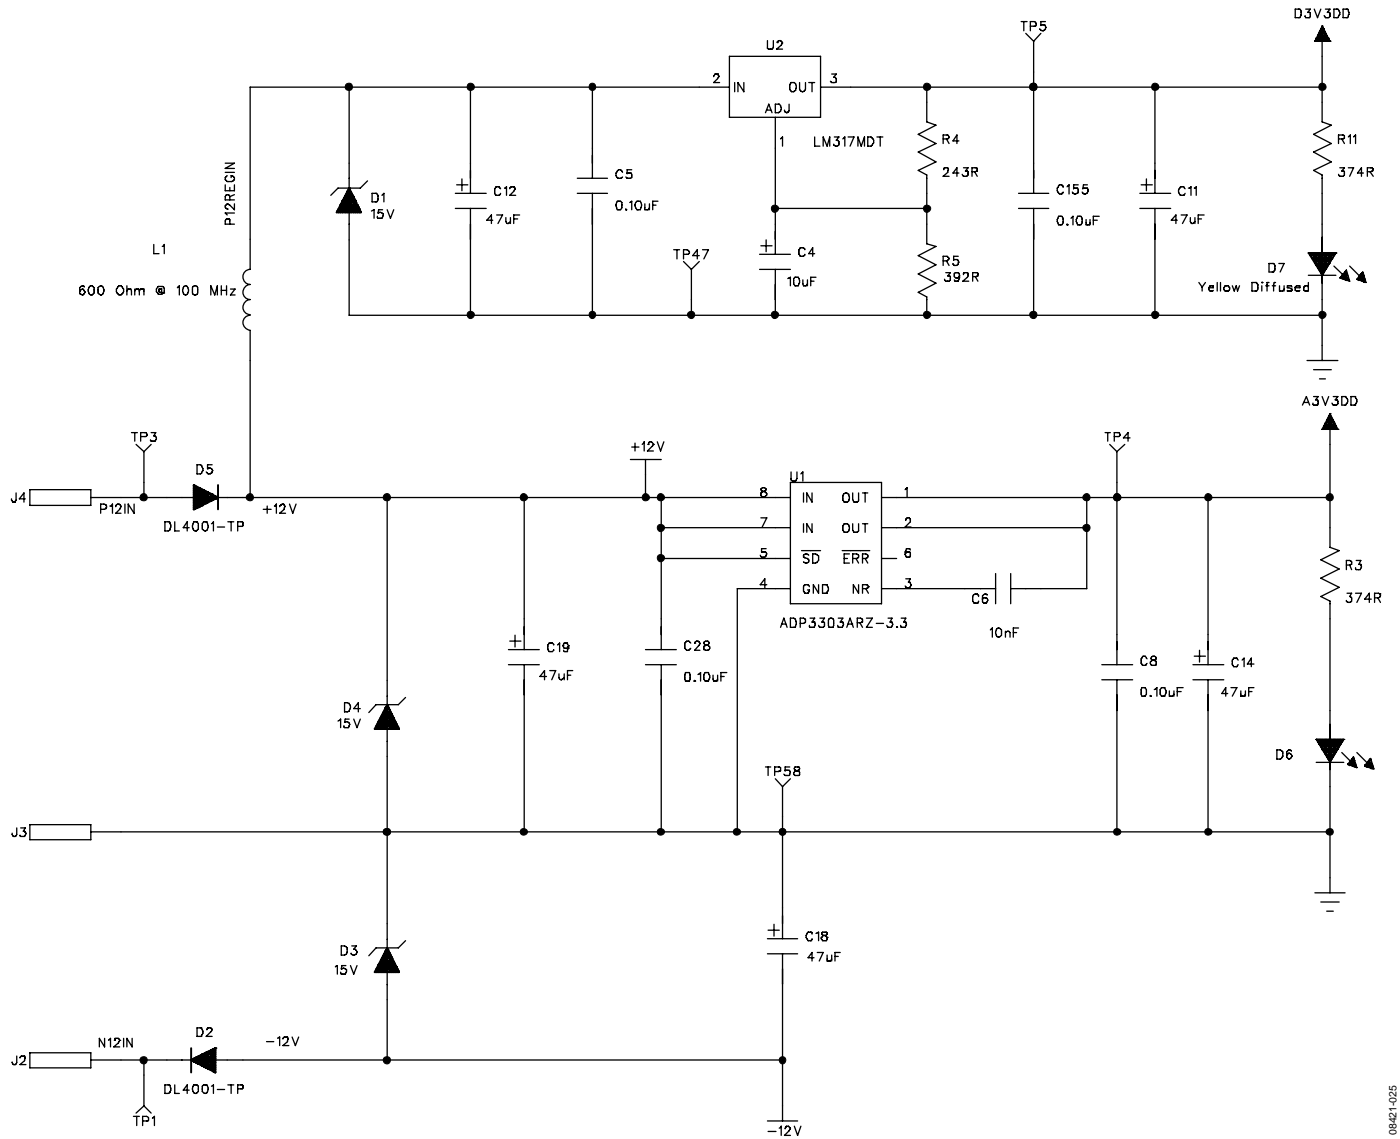 D3V3DD
TP5
U2
2 IN OUT 3
ADJ
1
LM317MDT
R4
243R
R11
374R
P12REGIN
D1
15V
C12
47uF
C5
0.10uF
C155
0.10uF
C11
47uF
L1
600 Ohm @ 100 MHz
TP47
C4
10uF
R5
392R
D7
Yellow Diffused
A3V3DD
TP3
+12V
TP4
D5
U1
J4
P12IN
+12V
DL4001-TP
8 IN OUT 1
7 IN OUT 2
5 SD ERR 6
4 GND NR 3
C6
10nF
ADP3303ARZ-3.3
R3
374R
C19
47uF
C28
0.10uF
C8
0.10uF
C14
47uF
D4
15V
D6
TP58
J3
C18
47uF
D3
15V
D2
N12IN
-12V
J2
DL4001-TP
TP1
-12V
08421-025